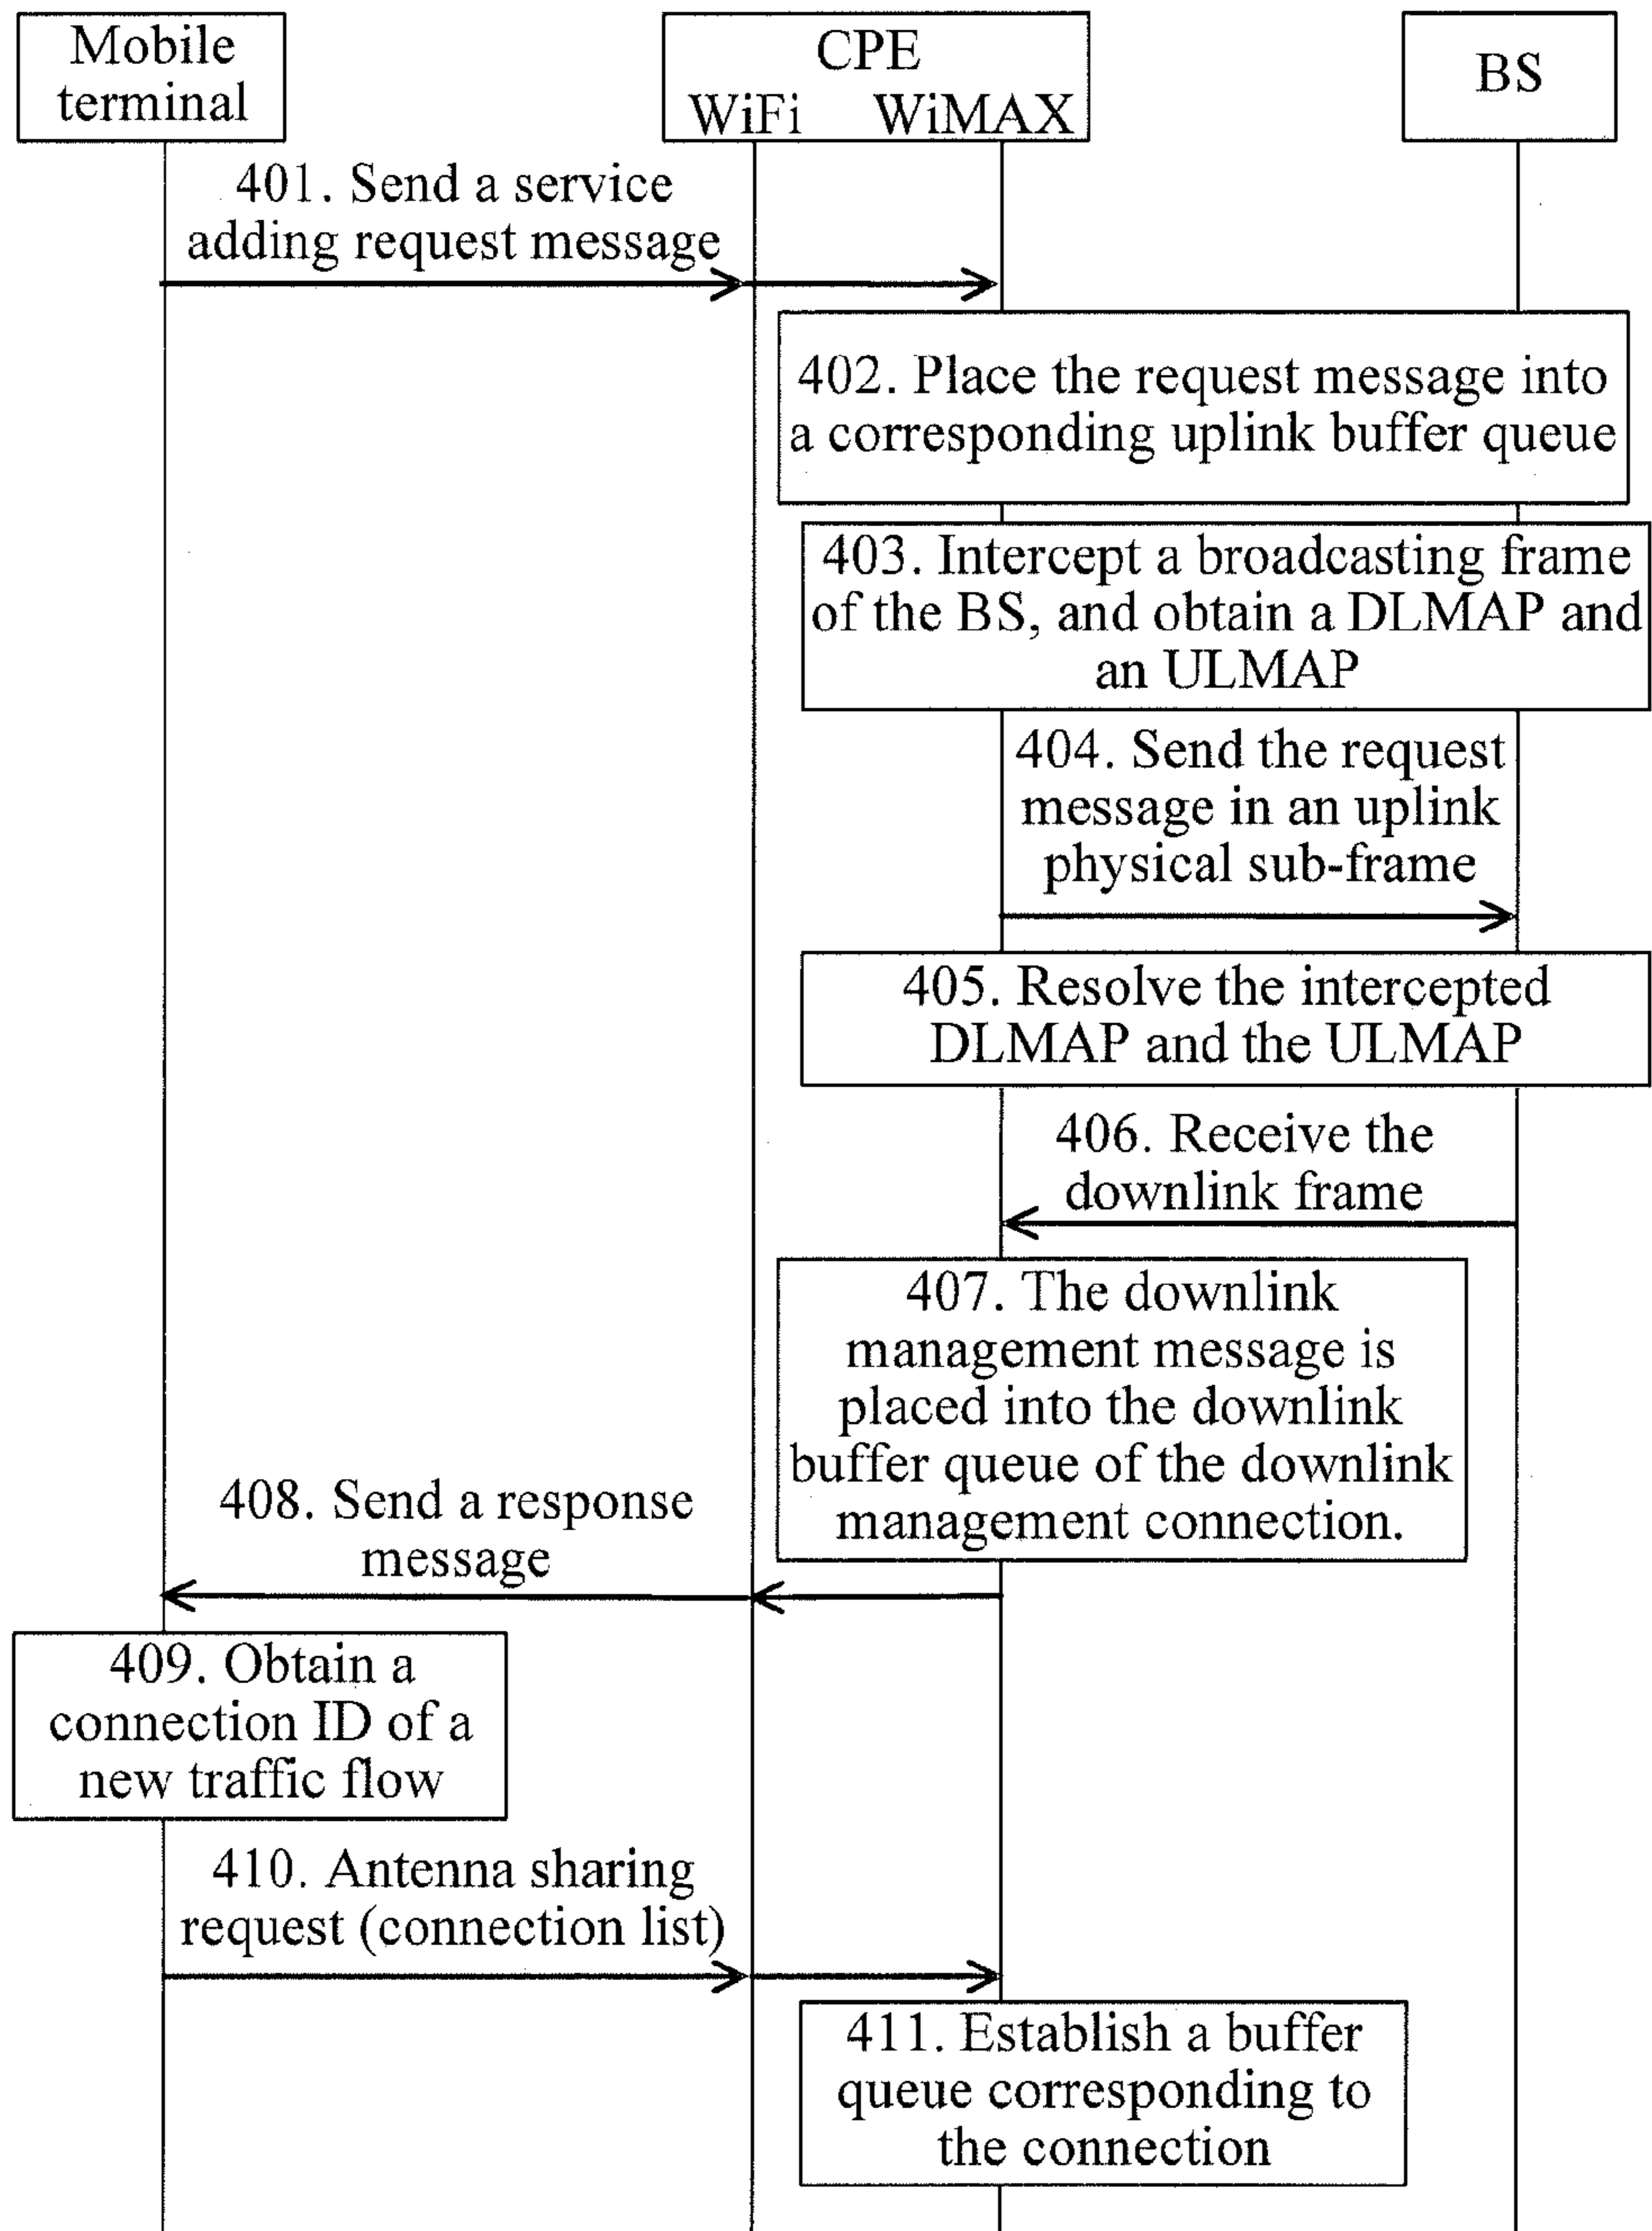 Mobile
terminal
CPE
WiFi WiMAX
BS
401. Send a service
adding request message
402. Place the request message into
a corresponding uplink buffer queue
403. Intercept a broadcasting frame
of the BS, and obtain a DLMAP and
an ULMAP
404. Send the request
message in an uplink
physical sub-frame
405. Resolve the intercepted
DLMAP and the ULMAP
406. Receive the
downlink frame
407. The downlink
management message is
placed into the downlink
buffer queue of the downlink
management connection.
408. Send a response
message
409. Obtain a
connection ID of a
new traffic flow
410. Antenna sharing
request (connection list)
411. Establish a buffer
queue corresponding to
the connection